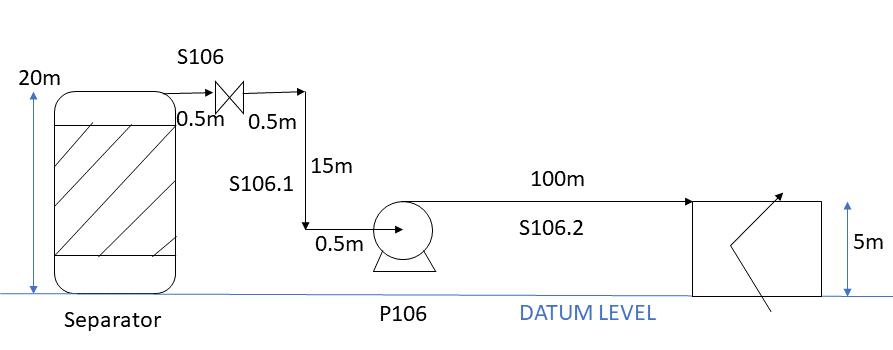 S106
20m
0.5m
0.5m
15m
S106.1
0.5m
100m
S106.2
5m
Separator
P106
DATUM LEVEL